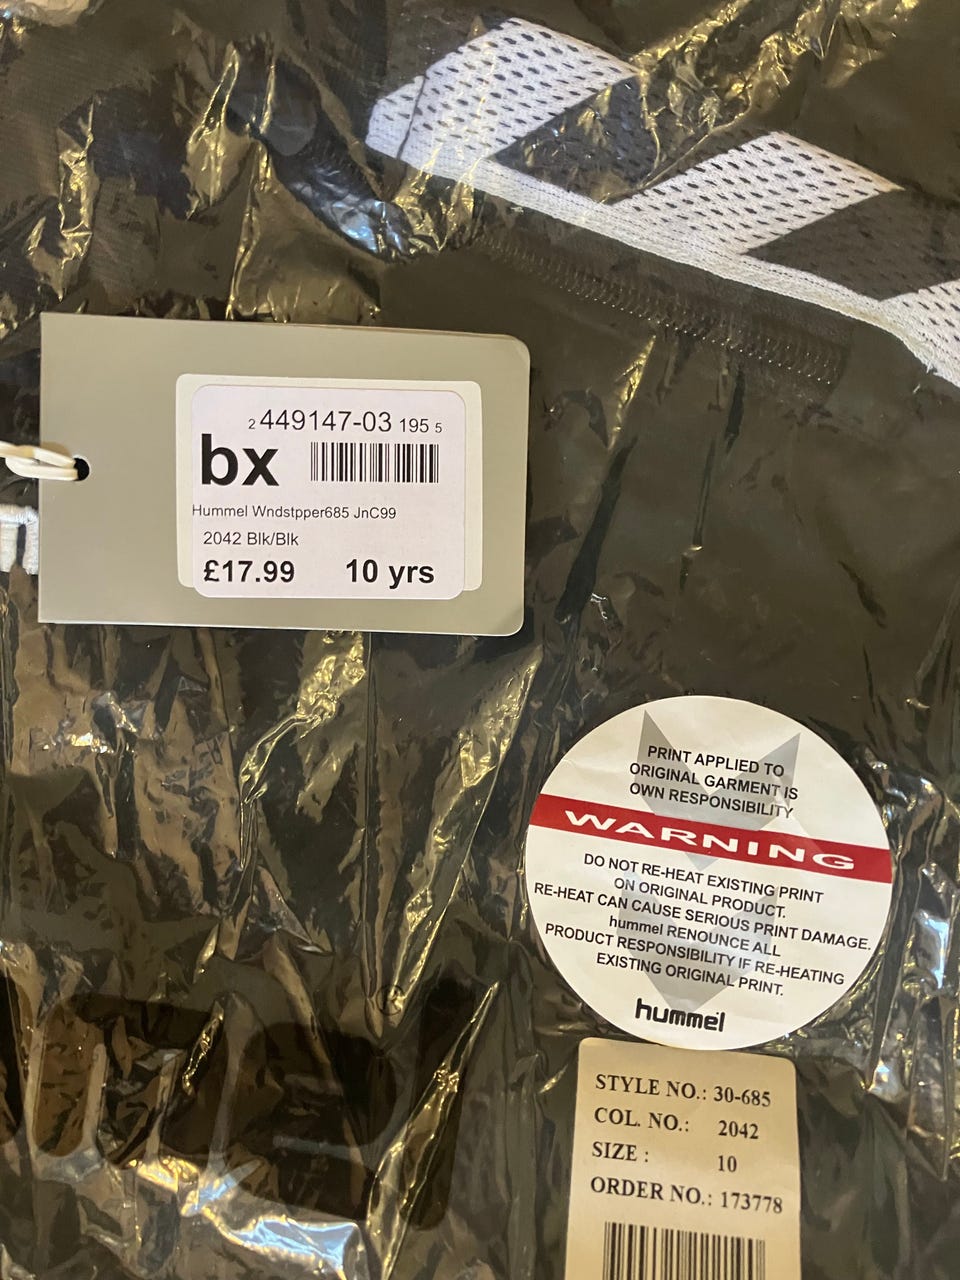 2 449147-03 195 5
bx
Hummel Wndstpper685 JnC99
2042 Blk/Blk
£17.99 10 yrs
PRINT APPLIED TO
ORIGINAL GARMENT IS
OWN RESPONSIBILITY
WARNING
DO NOT RE-HEAT EXISTING PRINT
ON ORIGINAL PRODUCT.
RE-HEAT CAN CAUSE SERIOUS PRINT DAMAGE.
hummel RENOUNCE ALL
PRODUCT RESPONSIBILITY IF RE-HEATING
EXISTING ORIGINAL PRINT.
hummel
STYLE NO.: 30-685
COL. NO.: 2042
SIZE : 10
ORDER NO.: 173778